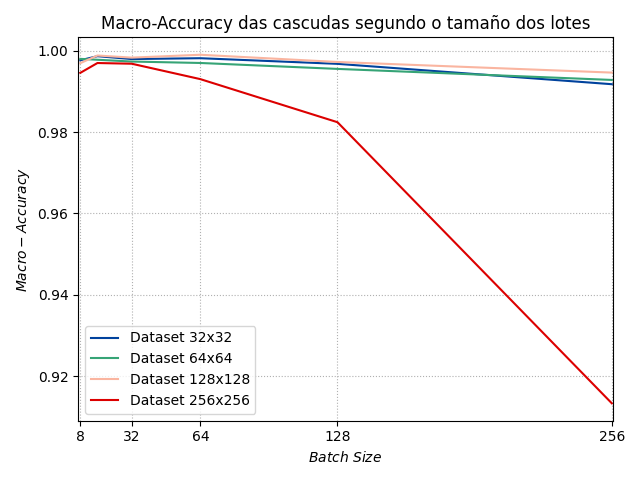 Macro-Accuracy das cascudas segundo o tamaño dos lotes
1.00
0.98
0.96
0.94
0.92
Macro − Accuracy
Dataset 32x32
Dataset 64x64
Dataset 128x128
Dataset 256x256
8 32 64 128 256
Batch Size